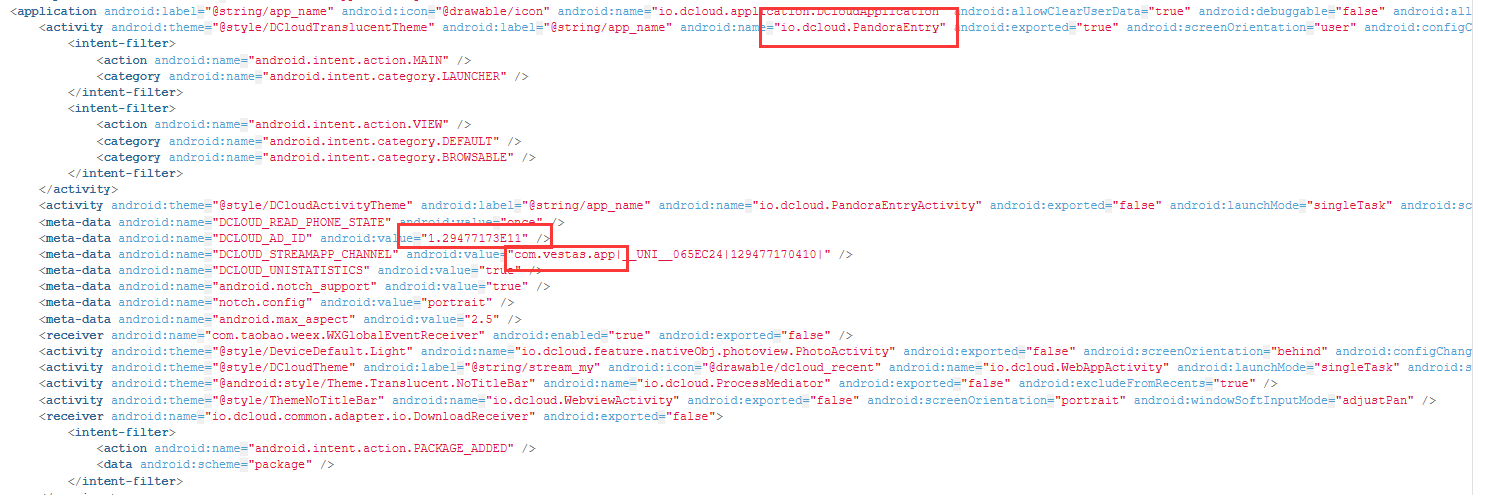 <application android:label="@string/app_name" android:icon="@drawable/icon" android:name="io.dcloud.application.DCloudApplication" android:allowClearUserData="true" android:debuggable="false" android:all
<activity android:theme="@style/DCloudTranslucentTheme" android:label="@string/app_name" android:name="io.dcloud.PandoraEntry" android:exported="true" android:screenOrientation="user" android:configC
<intent-filter>
<action android:name="android.intent.action.MAIN" />
<category android:name="android.intent.category.LAUNCHER" />
</intent-filter>
<intent-filter>
<action android:name="android.intent.action.VIEW" />
<category android:name="android.intent.category.DEFAULT" />
<category android:name="android.intent.category.BROWSABLE" />
</intent-filter>
</activity>
<activity android:theme="@style/DCloudActivityTheme" android:label="@string/app_name" android:name="io.dcloud.PandoraEntryActivity" android:exported="false" android:launchMode="singleTask" android:sc
<meta-data android:name="DCLOUD_READ_PHONE_STATE" android:value="once" />
<meta-data android:name="DCLOUD_AD_ID" android:value="1.29477173E11" />
<meta-data android:name="DCLOUD_STREAMAPP_CHANNEL" android:value="com.vestas.app|__UNI__065EC24|129477170410|" />
<meta-data android:name="DCLOUD_UNISTATISTICS" android:value="true" />
<meta-data android:name="android.notch_support" android:value="true" />
<meta-data android:name="notch.config" android:value="portrait" />
<meta-data android:name="android.max_aspect" android:value="2.5" />
<receiver android:name="com.taobao.weex.WXGlobalEventReceiver" android:enabled="true" android:exported="false" />
<activity android:theme="@style/DeviceDefault.Light" android:name="io.dcloud.feature.nativeObj.photoview.PhotoActivity" android:exported="false" android:screenOrientation="behind" android:configChang
<activity android:theme="@style/DCloudTheme" android:label="@string/stream_my" android:icon="@drawable/dcloud_recent" android:name="io.dcloud.WebAppActivity" android:launchMode="singleTask" android:s
<activity android:theme="@android:style/Theme.Translucent.NoTitleBar" android:name="io.dcloud.ProcessMediator" android:exported="false" android:excludeFromRecents="true" />
<activity android:theme="@style/ThemeNoTitleBar" android:name="io.dcloud.WebviewActivity" android:exported="false" android:screenOrientation="portrait" android:windowSoftInputMode="adjustPan" />
<receiver android:name="io.dcloud.common.adapter.io.DownloadReceiver" android:exported="false">
<intent-filter>
<action android:name="android.intent.action.PACKAGE_ADDED" />
<data android:scheme="package" />
</intent-filter>